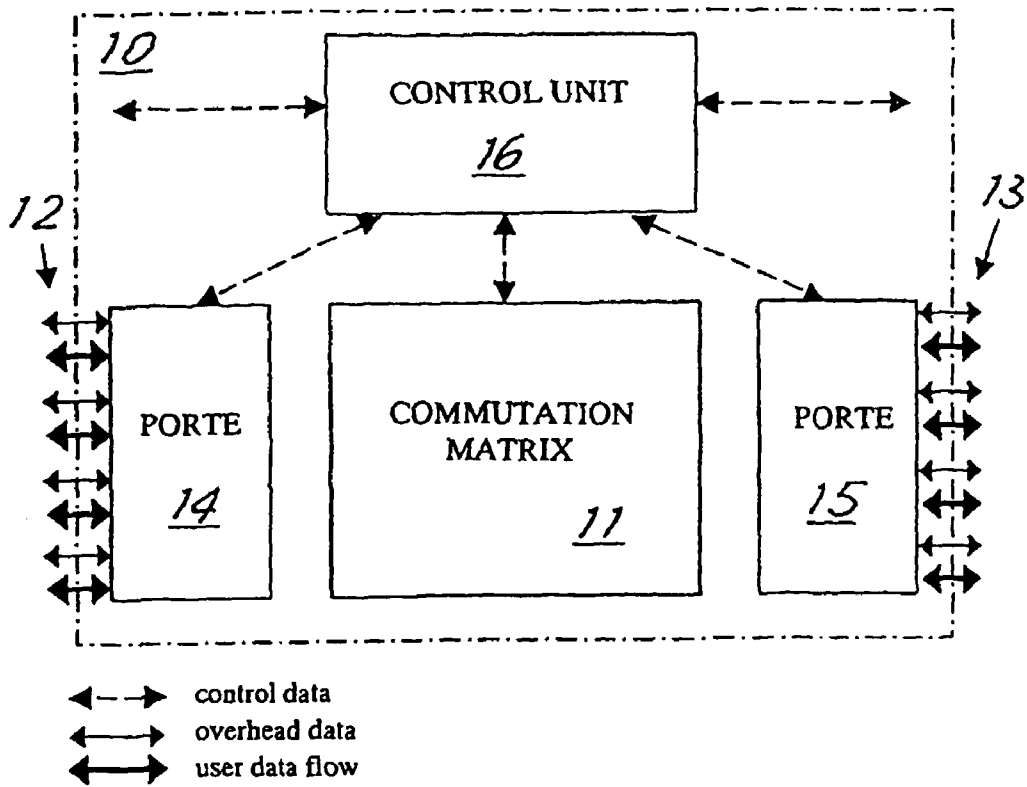 10
CONTROL UNIT
16
12
13
PORTE
14
COMMUTATION
MATRIX
11
PORTE
15
control data
overhead data
user data flow